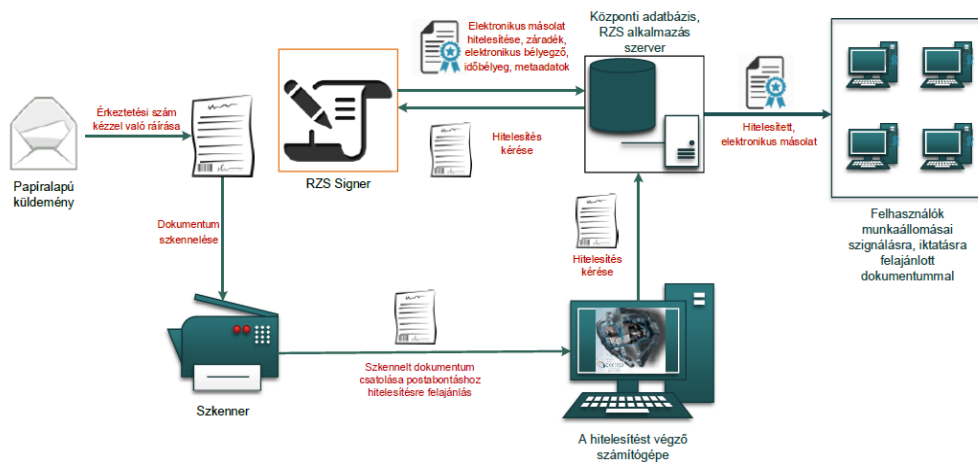 Elektronikus másolat
hitelesítése, záradék,
elektronikus bélyegző,
időbélyeg, metaadatok
Központi adatbázis,
RZS alkalmazás
szerver
Érkeztetési szám
kézzel való ráírása
Papíralapú
küldemény
RZS Signer
Hitelesítés
kérése
Hitelesített,
elektronikus másolat
Felhasználók
munkaállomásai
szignálásra, iktatásra
felajánlott
dokumentummal
Dokumentum
szkennelése
Hitelesítés
kérése
Szkenner
Szkennelt dokumentum
csatolása postabontáshoz
hitelesítésre felajánlás
A hitelesítést végző
számítógépe